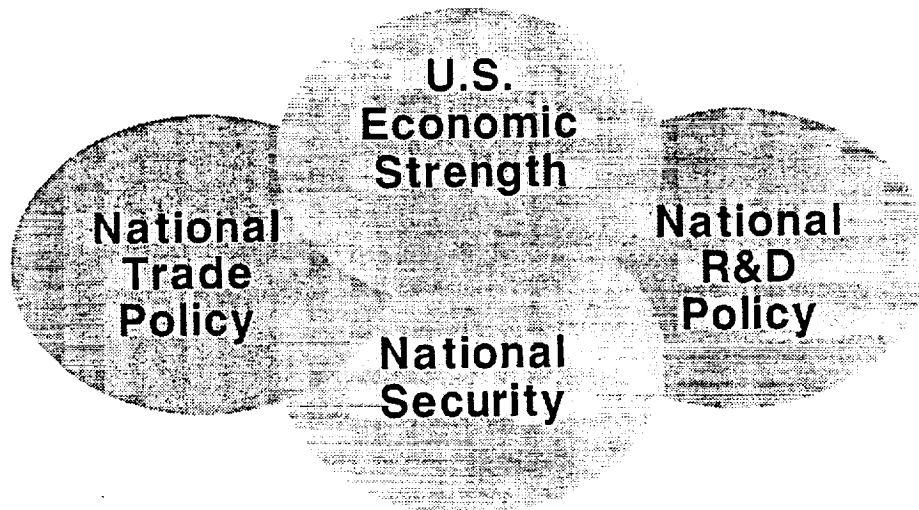 U.S.
Economic
Strength
National
Trade
Policy
National
R&D
Policy
National
Security